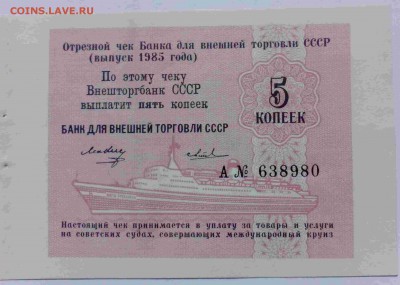 COINS.LAVE.RU
Отрезной чек Банка для внешней торговли СССР
(выпуск 1985 года)
По этому чеку
Внешторгбанк СССР
выплатит пять копеек
5
КОПЕЕК
БАНК ДЛЯ ВНЕШНЕЙ ТОРГОВЛИ СССР
А № 638980
Настоящий чек принимается в уплату за товары и услуги
на советских судах, совершающих международный круиз